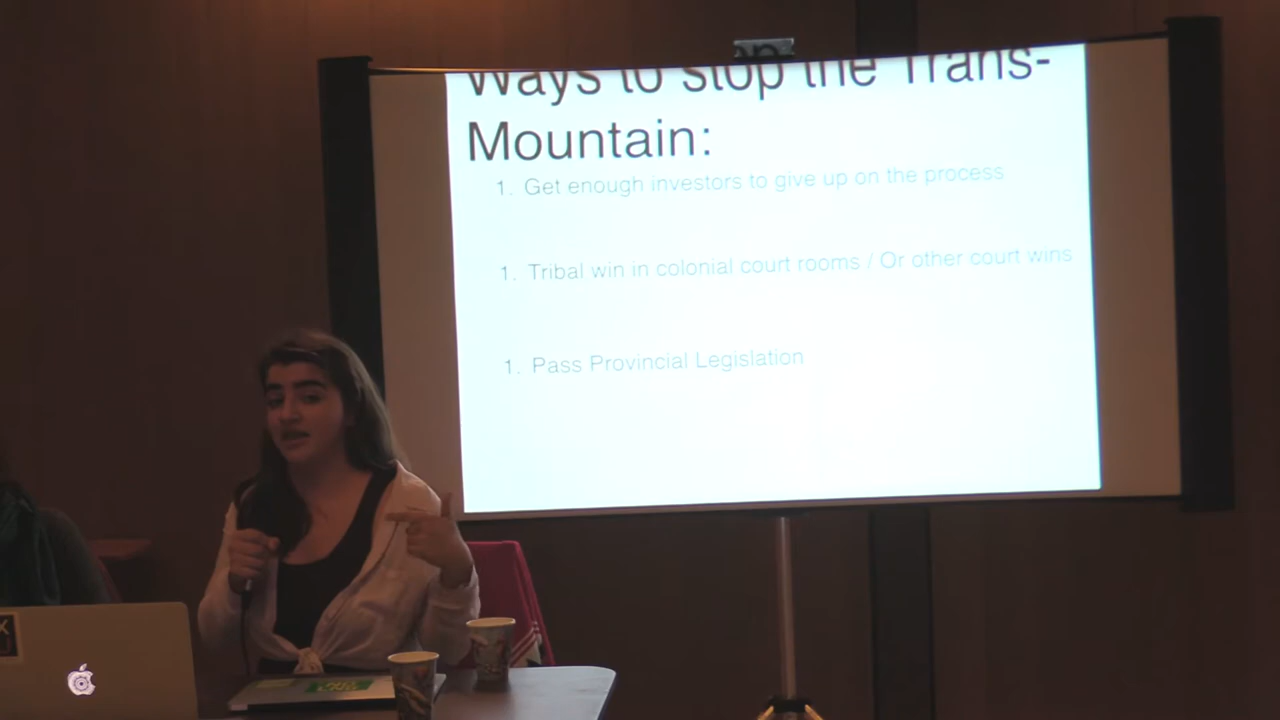 Ways to stop the Trans-
Mountain:
1. Get enough investors to give up on the process
1. Tribal win in colonial court rooms / Or other court wins
1. Pass Provincial Legislation